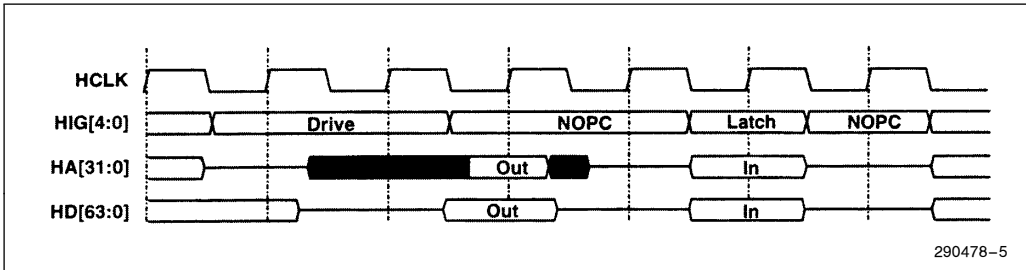 HCLK
HIG[4:0] Drive NOPC Latch NOPC
HA[31:0] Out In
HD[63:0] Out In
290478-5